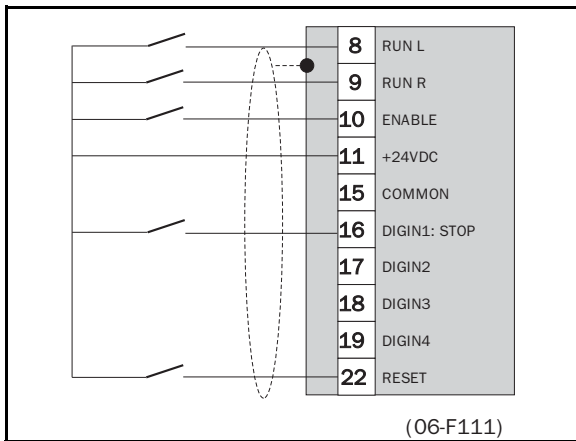 8 RUN L
9 RUN R
10 ENABLE
11 +24VDC
15 COMMON
16 DIGIN1: STOP
17 DIGIN2
18 DIGIN3
19 DIGIN4
22 RESET
(06-F111)